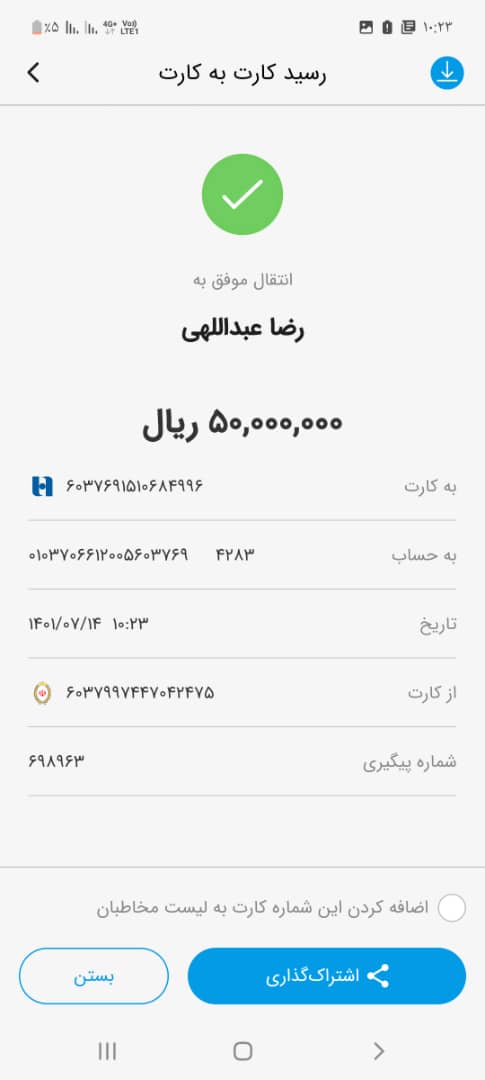 ٪۵ 4G+ Vo)) LTE1 ۱۰:۲۳
رسید کارت به کارت
انتقال موفق به
رضا عبداللهی
۵۰,۰۰۰,۰۰۰ ریال
به کارت ۶۰۳۷۶۹۱۵۱۰۶۸۴۹۹۶
به حساب ۰۱۰۳۷۰۶۶۱۲۰۰۵۶۰۳۷۶۹ ۴۲۸۳
تاریخ ۱۴۰۱/۰۷/۱۴ ۱۰:۲۳
از کارت ۶۰۳۷۹۹۷۴۴۷۰۴۲۴۷۵
شماره پیگیری ۶۹۸۹۶۳
اضافه کردن این شماره کارت به لیست مخاطبان
اشتراک‌گذاری
بستن